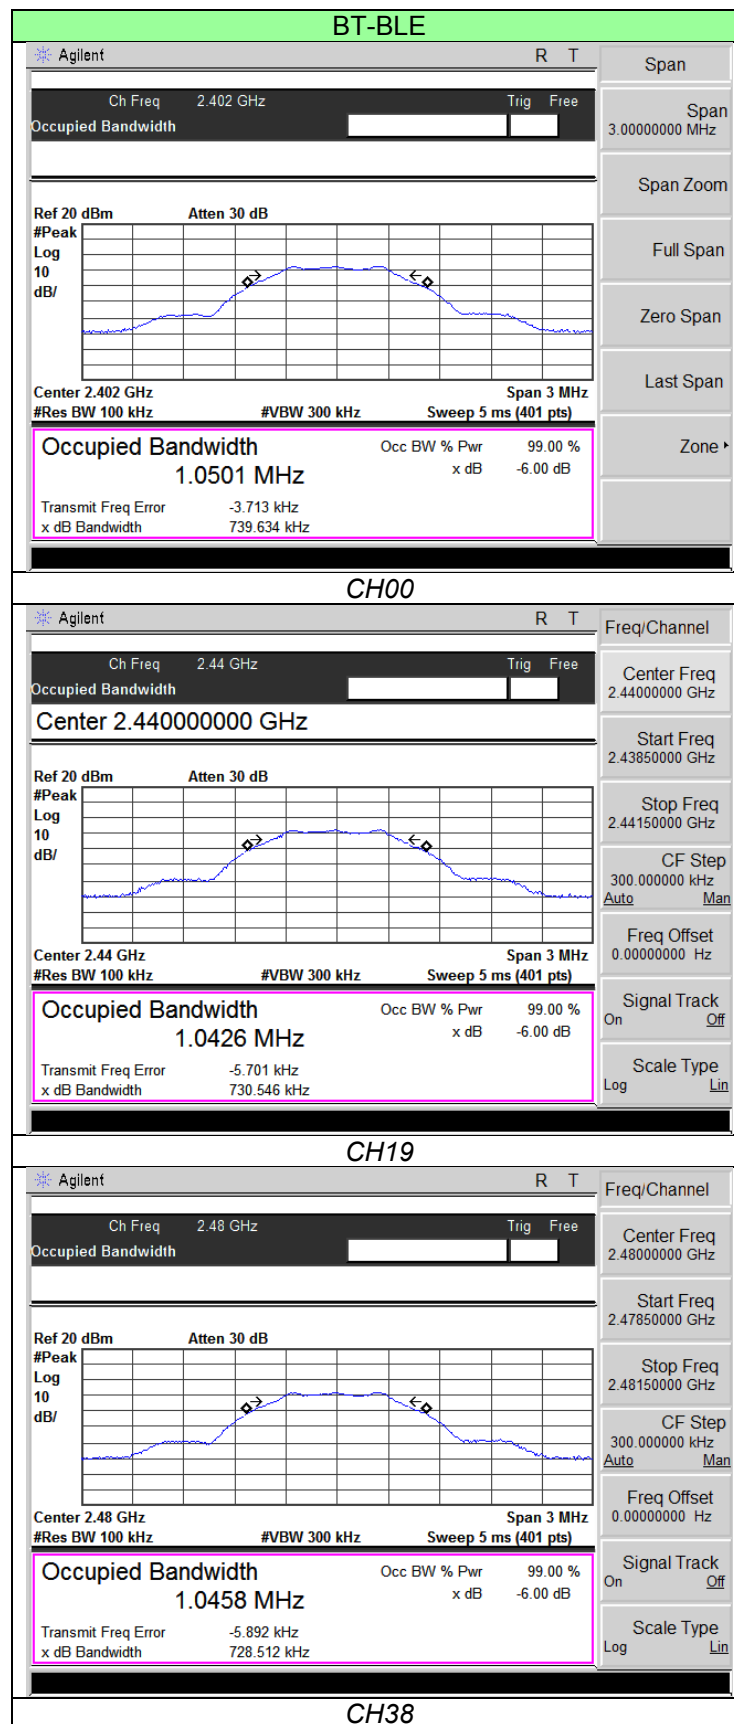 BT-BLE
Agilent R T
Span
Ch Freq 2.402 GHz Trig Free
Occupied Bandwidth
Span
3.00000000 MHz
Span Zoom
Full Span
Zero Span
Last Span
Zone
Ref 20 dBm Atten 30 dB
#Peak
Log
10
dB/
Center 2.402 GHz Span 3 MHz
#Res BW 100 kHz #VBW 300 kHz Sweep 5 ms (401 pts)
Occupied Bandwidth Occ BW % Pwr 99.00 %
1.0501 MHz x dB -6.00 dB
Transmit Freq Error -3.713 kHz
x dB Bandwidth 739.634 kHz
CH00
Agilent R T
Freq/Channel
Ch Freq 2.44 GHz Trig Free
Occupied Bandwidth
Center 2.440000000 GHz
Center Freq
2.44000000 GHz
Start Freq
2.43850000 GHz
Stop Freq
2.44150000 GHz
CF Step
300.000000 kHz
Auto Man
Freq Offset
0.00000000 Hz
Signal Track
On Off
Scale Type
Log Lin
Ref 20 dBm Atten 30 dB
#Peak
Log
10
dB/
Center 2.44 GHz Span 3 MHz
#Res BW 100 kHz #VBW 300 kHz Sweep 5 ms (401 pts)
Occupied Bandwidth Occ BW % Pwr 99.00 %
1.0426 MHz x dB -6.00 dB
Transmit Freq Error -5.701 kHz
x dB Bandwidth 730.546 kHz
CH19
Agilent R T
Freq/Channel
Ch Freq 2.48 GHz Trig Free
Occupied Bandwidth
Center Freq
2.48000000 GHz
Start Freq
2.47850000 GHz
Stop Freq
2.48150000 GHz
CF Step
300.000000 kHz
Auto Man
Freq Offset
0.00000000 Hz
Signal Track
On Off
Scale Type
Log Lin
Ref 20 dBm Atten 30 dB
#Peak
Log
10
dB/
Center 2.48 GHz Span 3 MHz
#Res BW 100 kHz #VBW 300 kHz Sweep 5 ms (401 pts)
Occupied Bandwidth Occ BW % Pwr 99.00 %
1.0458 MHz x dB -6.00 dB
Transmit Freq Error -5.892 kHz
x dB Bandwidth 728.512 kHz
CH38